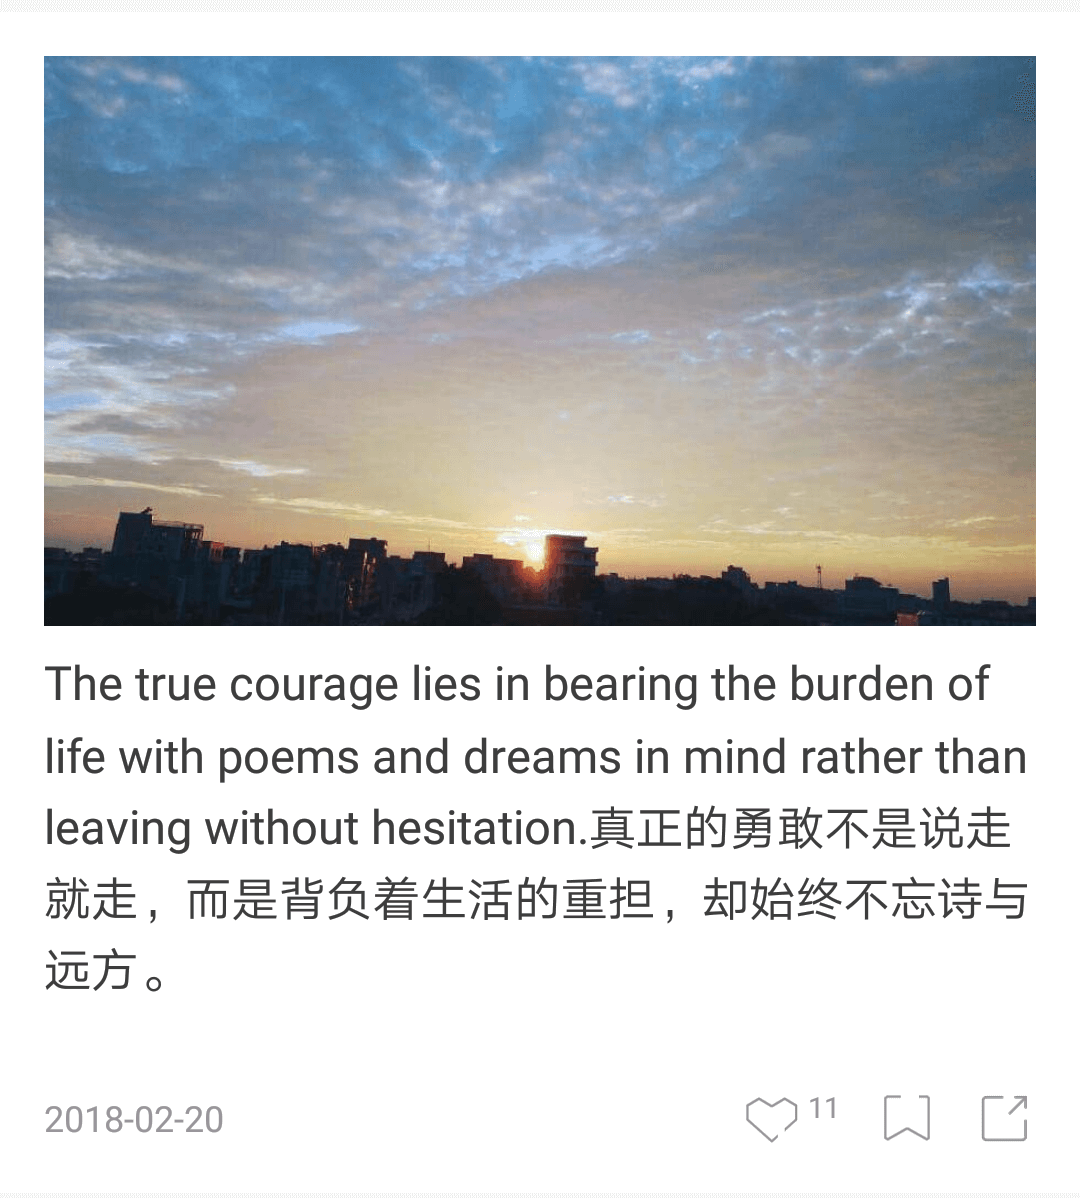 The true courage lies in bearing the burden of
life with poems and dreams in mind rather than
leaving without hesitation.真正的勇敢不是说走
就走，而是背负着生活的重担，却始终不忘诗与
远方。
2018-02-20
11